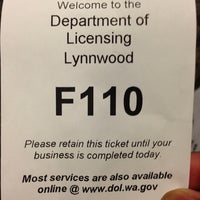 Welcome to the
Department of
Licensing
Lynnwood
F110
Please retain this ticket until your
business is completed today.
Most services are also available
online @ www.dol.wa.gov